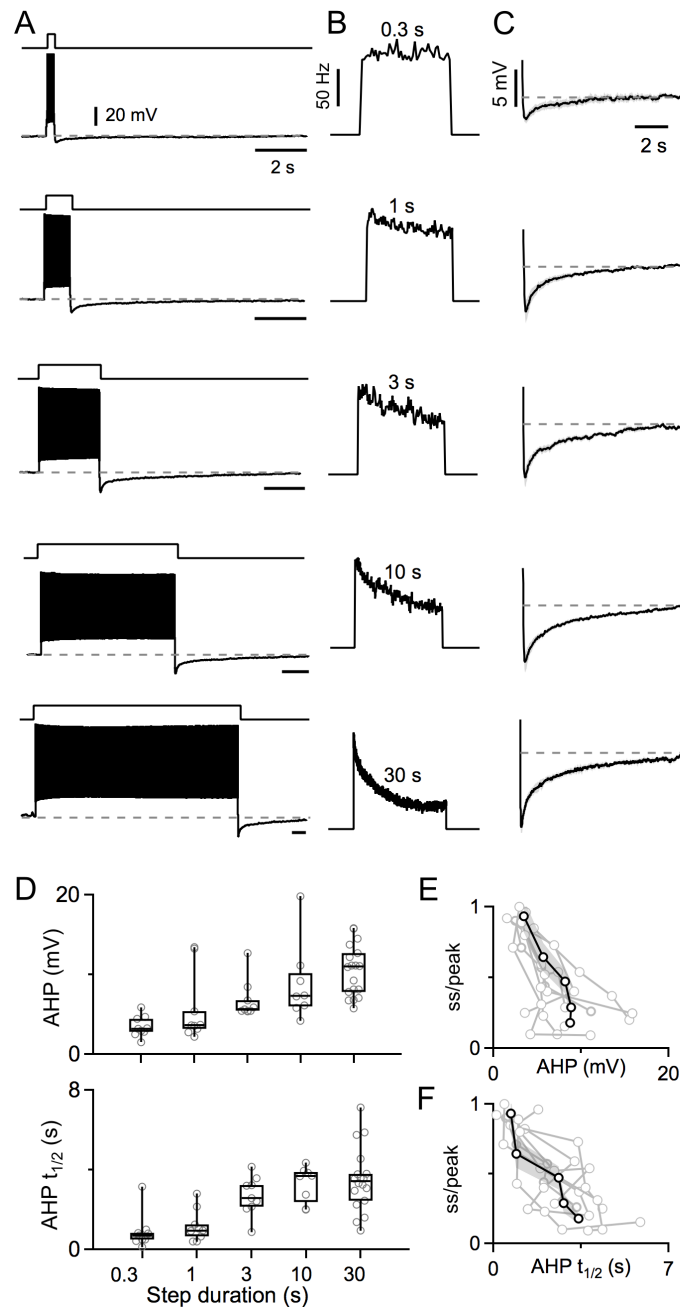 A
B
C
0.3 s
50 Hz
5 mV
20 mV
2 s
2 s
1 s
3 s
10 s
30 s
D
20
AHP (mV)
0
8
AHP t1/2 (s)
0
0.3 1 3 10 30
Step duration (s)
E
1
ss/peak
0
0 AHP (mV) 20
F
1
ss/peak
0
0 AHP t1/2 (s) 7